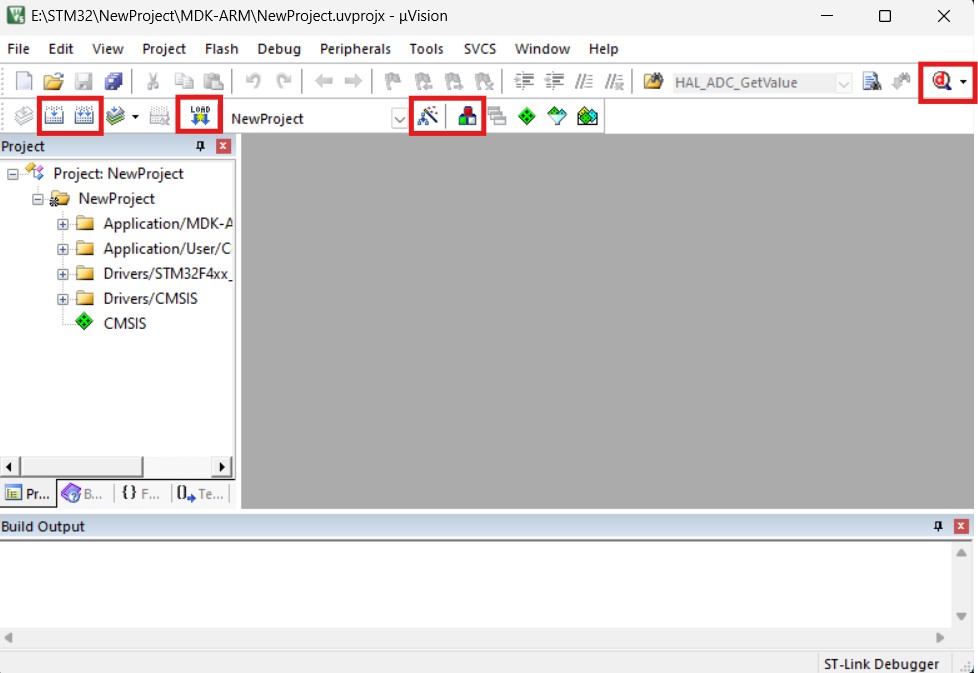 E:\STM32\NewProject\MDK-ARM\NewProject.uvprojx - µVision
File Edit View Project Flash Debug Peripherals Tools SVCS Window Help
HAL_ADC_GetValue
LOAD NewProject
Project
Project: NewProject
NewProject
Application/MDK-A
Application/User/C
Drivers/STM32F4xx_
Drivers/CMSIS
CMSIS
Pr... B... {} F... 0 Te...
Build Output
ST-Link Debugger